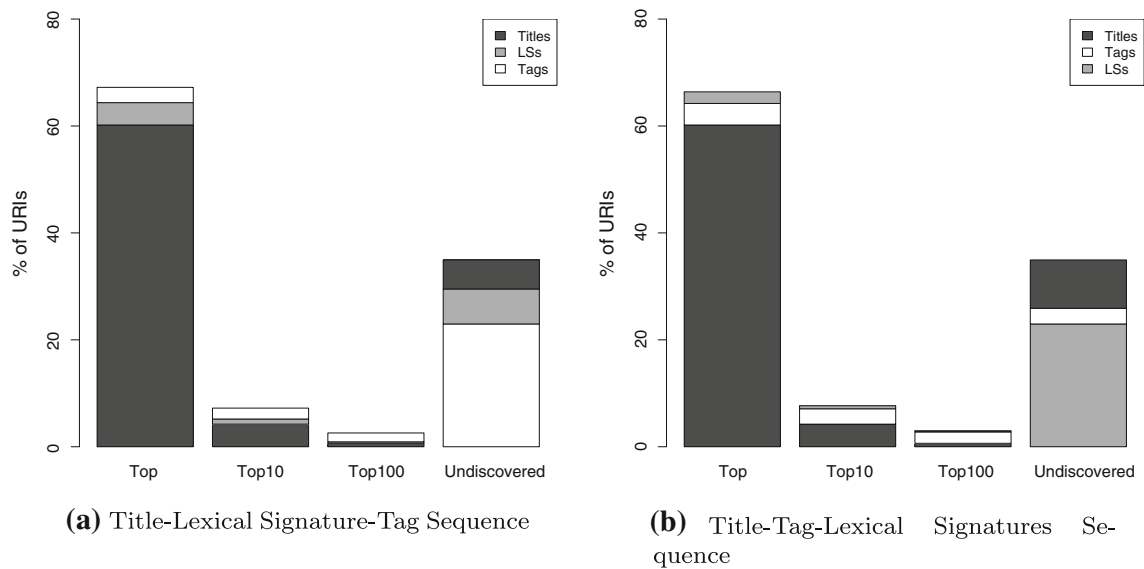 80
60
40
20
0
% of URIs
Titles
LSs
Tags
Top
Top10
Top100
Undiscovered
(a) Title-Lexical Signature-Tag Sequence
80
60
40
20
0
% of URIs
Titles
Tags
LSs
Top
Top10
Top100
Undiscovered
(b) Title-Tag-Lexical Signatures Se-
quence